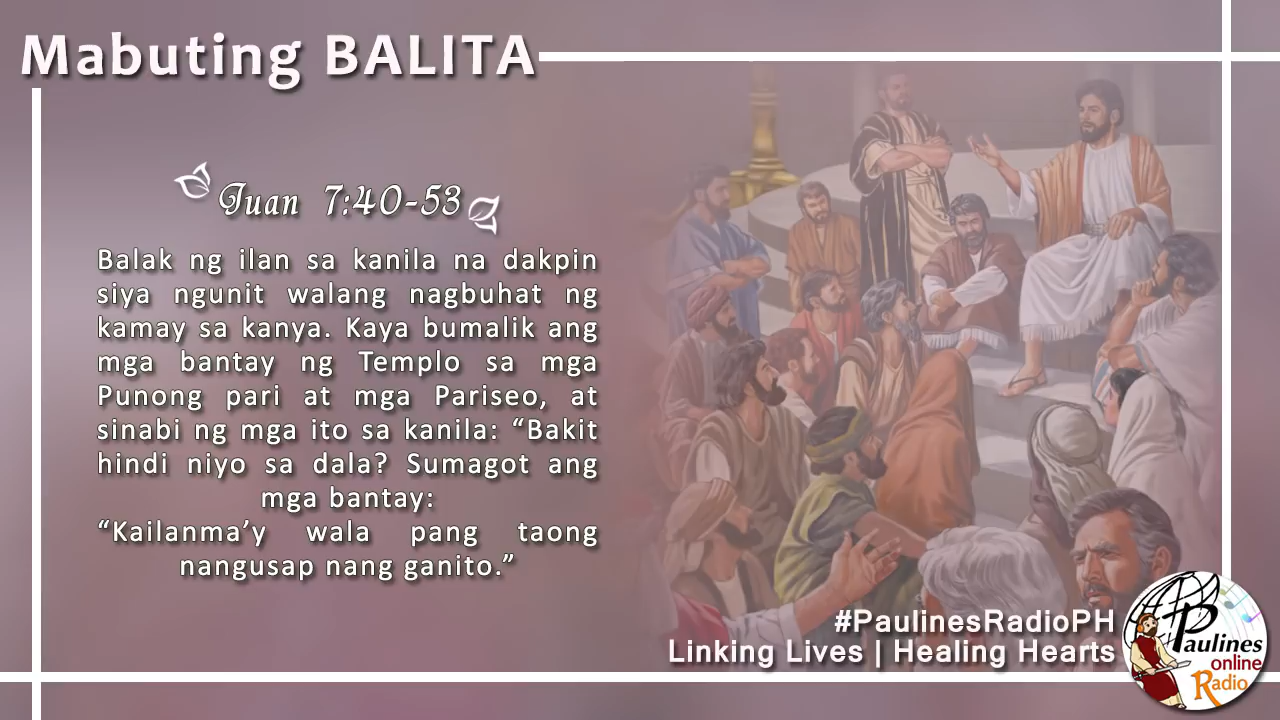 Mabuting BALITA
Juan 7:40-53
Balak ng ilan sa kanila na dakpin
siya ngunit walang nagbuhat ng
kamay sa kanya. Kaya bumalik ang
mga bantay ng Templo sa mga
Punong pari at mga Pariseo, at
sinabi ng mga ito sa kanila: “Bakit
hindi niyo sa dala? Sumagot ang
mga bantay:
“Kailanma’y wala pang taong
nangusap nang ganito.”
#PaulinesRadioPH
Linking Lives | Healing Hearts
Paulines
online
Radio